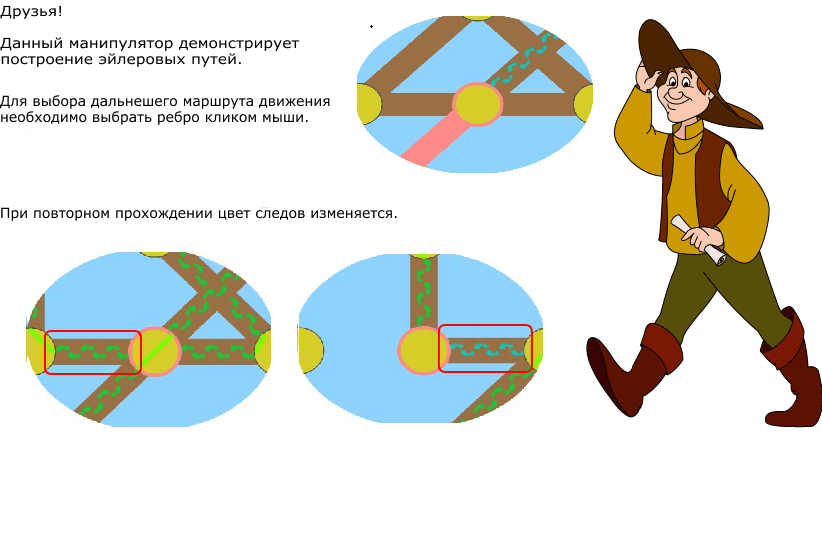 Друзья!
Данный манипулятор демонстрирует
построение эйлеровых путей.
Для выбора дальнешего маршрута движения
необходимо выбрать ребро кликом мыши.
При повторном прохождении цвет следов изменяется.